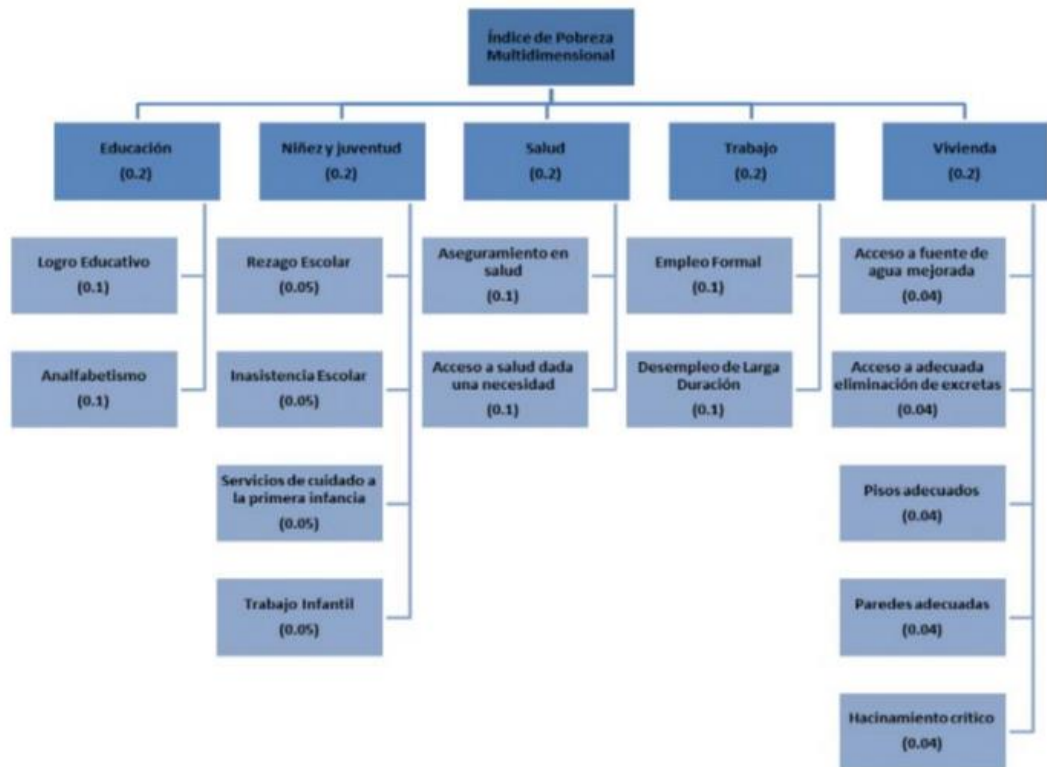 Índice de Pobreza
Multidimensional
Educación
(0.2)
Niñez y juventud
(0.2)
Salud
(0.2)
Trabajo
(0.2)
Vivienda
(0.2)
Logro Educativo
(0.1)
Analfabetismo
(0.1)
Rezago Escolar
(0.05)
Inasistencia Escolar
(0.05)
Servicios de cuidado a
la primera infancia
(0.05)
Trabajo Infantil
(0.05)
Aseguramiento en
salud
(0.1)
Acceso a salud dada
una necesidad
(0.1)
Empleo Formal
(0.1)
Desempleo de Larga
Duración
(0.1)
Acceso a fuente de
agua mejorada
(0.04)
Acceso a adecuada
eliminación de excretas
(0.04)
Pisos adecuados
(0.04)
Paredes adecuadas
(0.04)
Hacinamiento crítico
(0.04)